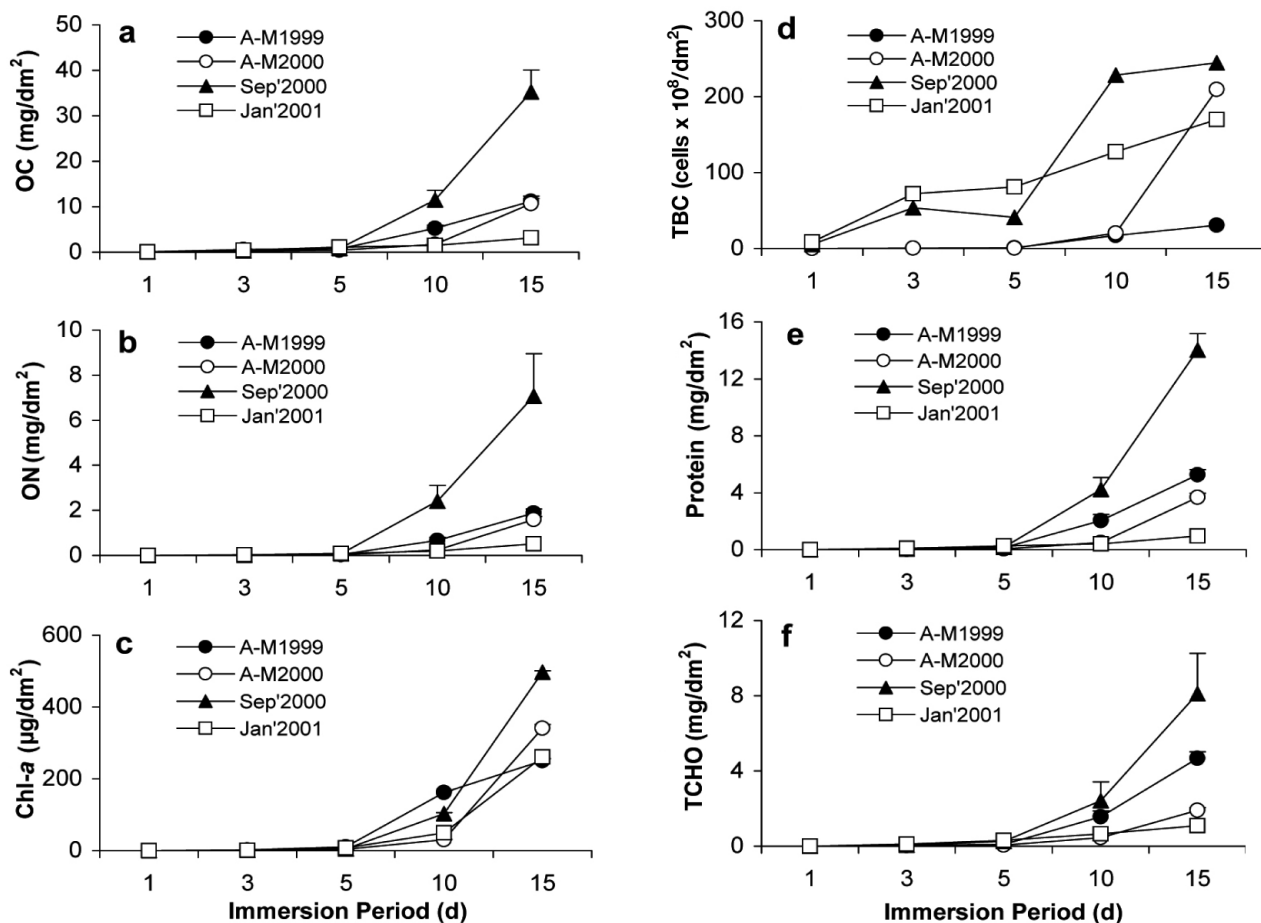 a
A-M1999
A-M2000
Sep'2000
Jan'2001
OC (mg/dm²)
50
40
30
20
10
0
1 3 5 10 15
b
A-M1999
A-M2000
Sep'2000
Jan'2001
ON (mg/dm²)
10
8
6
4
2
0
1 3 5 10 15
c
A-M1999
A-M2000
Sep'2000
Jan'2001
Chl-a (µg/dm²)
600
400
200
0
1 3 5 10 15
Immersion Period (d)
d
A-M1999
A-M2000
Sep'2000
Jan'2001
TBC (cells x 10⁸/dm²)
300
200
100
0
1 3 5 10 15
e
A-M1999
A-M2000
Sep'2000
Jan'2001
Protein (mg/dm²)
16
12
8
4
0
1 3 5 10 15
f
A-M1999
A-M2000
Sep'2000
Jan'2001
TCHO (mg/dm²)
12
8
4
0
1 3 5 10 15
Immersion Period (d)